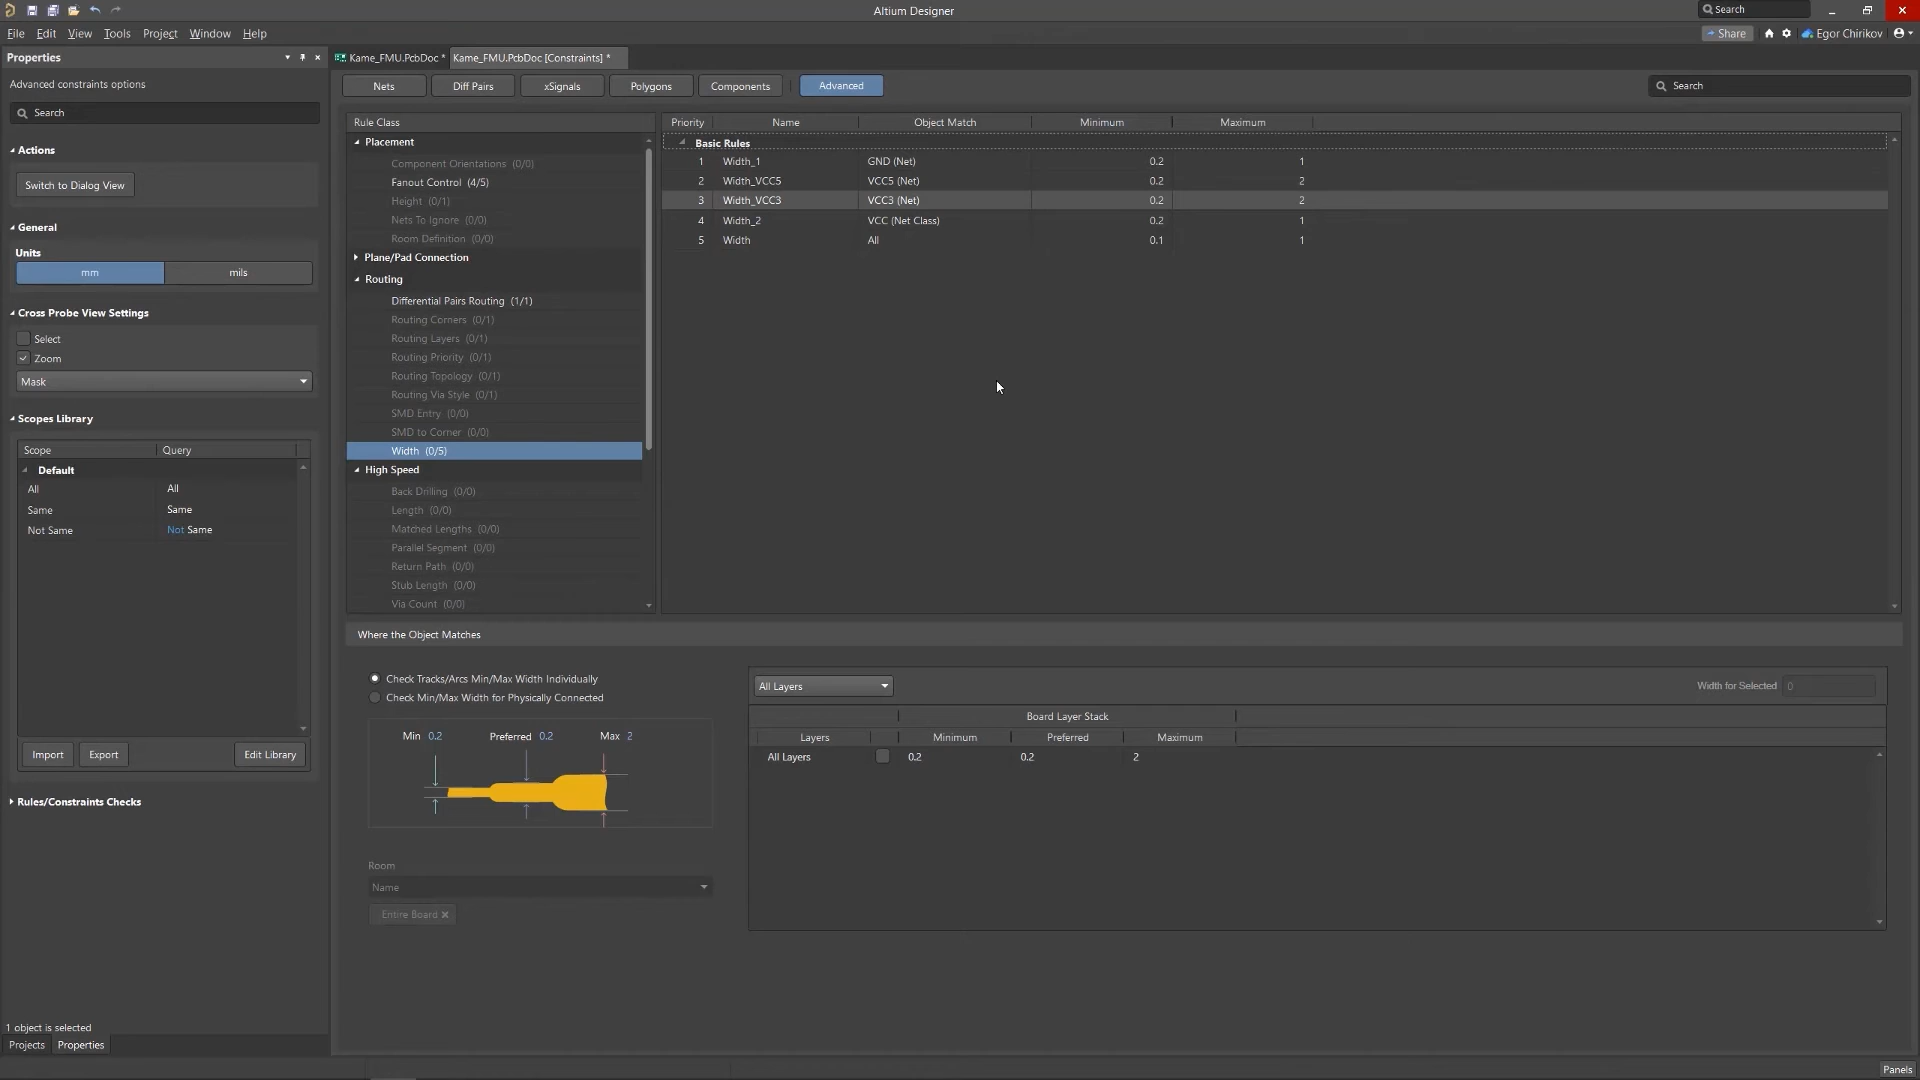 Altium Designer
Search
File Edit View Tools Project Window Help
Share Egor Chirikov
Properties
Kame_FMU.PcbDoc * Kame_FMU.PcbDoc [Constraints] *
Advanced constraints options
Nets Diff Pairs xSignals Polygons Components Advanced
Search
Search
Actions
Switch to Dialog View
General
Units
mm mils
Cross Probe View Settings
Select
Zoom
Mask
Scopes Library
Scope Query
Default
All All
Same Same
Not Same Not Same
Import Export Edit Library
Rules/Constraints Checks
1 object is selected
Projects Properties
Rule Class
Placement
Component Orientations (0/0)
Fanout Control (4/5)
Height (0/1)
Nets To Ignore (0/0)
Room Definition (0/0)
Plane/Pad Connection
Routing
Differential Pairs Routing (1/1)
Routing Corners (0/1)
Routing Layers (0/1)
Routing Priority (0/1)
Routing Topology (0/1)
Routing Via Style (0/1)
SMD Entry (0/0)
SMD to Corner (0/0)
Width (0/5)
High Speed
Back Drilling (0/0)
Length (0/0)
Matched Lengths (0/0)
Parallel Segment (0/0)
Return Path (0/0)
Stub Length (0/0)
Via Count (0/0)
Priority Name Object Match Minimum Maximum
Basic Rules
1 Width_1 GND (Net) 0.2 1
2 Width_VCC5 VCC5 (Net) 0.2 2
3 Width_VCC3 VCC3 (Net) 0.2 2
4 Width_2 VCC (Net Class) 0.2 1
5 Width All 0.1 1
Where the Object Matches
Check Tracks/Arcs Min/Max Width Individually
Check Min/Max Width for Physically Connected
Min 0.2 Preferred 0.2 Max 2
Room
Name
Entire Board
All Layers
Width for Selected 0
Board Layer Stack
Layers Minimum Preferred Maximum
All Layers 0.2 0.2 2
Panels